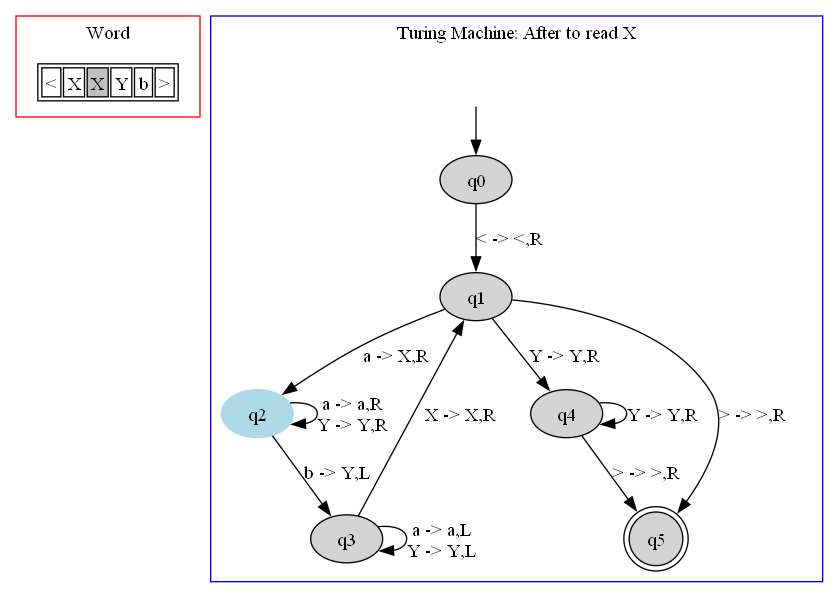 Word
< X X Y b >
Turing Machine: After to read X
q0
< -> <,R
q1
a -> X,R
Y -> Y,R
q2
a -> a,R
Y -> Y,R
X -> X,R
q4
Y -> Y,R
> -> >,R
b -> Y,L
> -> >,R
q3
a -> a,L
Y -> Y,L
q5